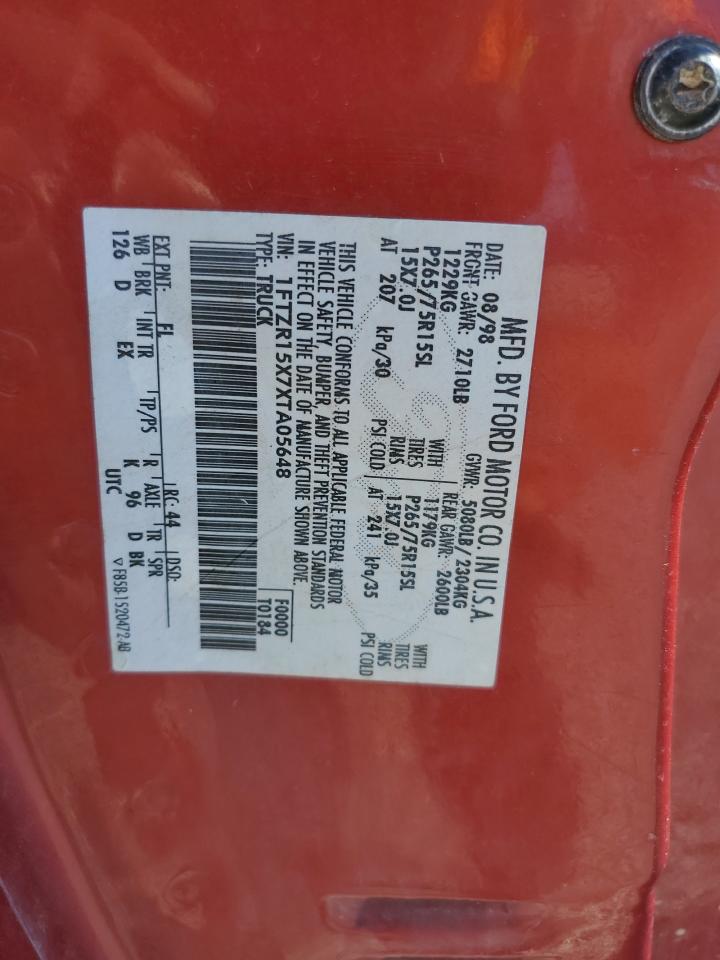 MFD. BY FORD MOTOR CO. IN U.S.A.
DATE: 08/98 GVWR: 5080LB/ 2304KG
FRONT GAWR: 2710LB REAR GAWR: 2600LB
1229KG WITH 1179KG WITH
P265/75R15SL TIRES P265/75R15SL TIRES
15X7.0J RIMS 15X7.0J RIMS
AT 207 kPa/30 PSI COLD AT 241 kPa/35 PSI COLD
THIS VEHICLE CONFORMS TO ALL APPLICABLE FEDERAL MOTOR
VEHICLE SAFETY, BUMPER, AND THEFT PREVENTION STANDARDS
IN EFFECT ON THE DATE OF MANUFACTURE SHOWN ABOVE.
VIN: 1FTZR15X7XTA05648 F0000
TYPE: TRUCK T0184
EXT PNT: FL RC: 44 DSO:
WB BRK INT TR TP/PS R AXLE TR SPR
126 D EX K 96 D BK
UTC ▽ F85B-1520472-AB